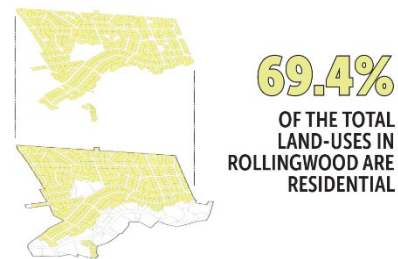 69.4%
OF THE TOTAL
LAND-USES IN
ROLLINGWOOD ARE
RESIDENTIAL